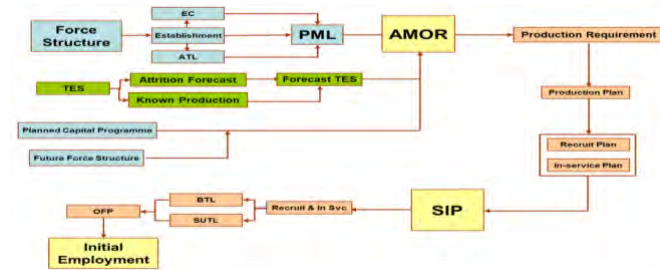 EC
Force
Structure
Establishment
ATL
PML
AMOR
Production Requirement
TES
Attrition Forecast
Known Production
Forecast TES
Production Plan
Planned Capital Programme
Future Force Structure
Recruit Plan
In-service Plan
SIP
Recruit & In Svc
BTL
SUTL
OFP
Initial
Employment